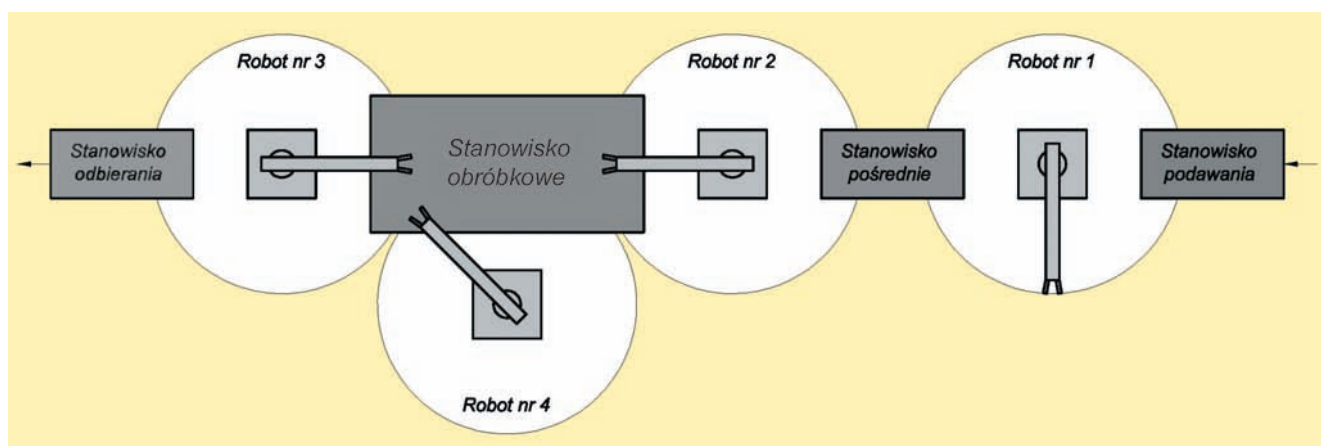 Robot nr 3
Robot nr 2
Robot nr 1
Stanowisko
odbierania
Stanowisko
obróbkowe
Stanowisko
pośrednie
Stanowisko
podawania
Robot nr 4